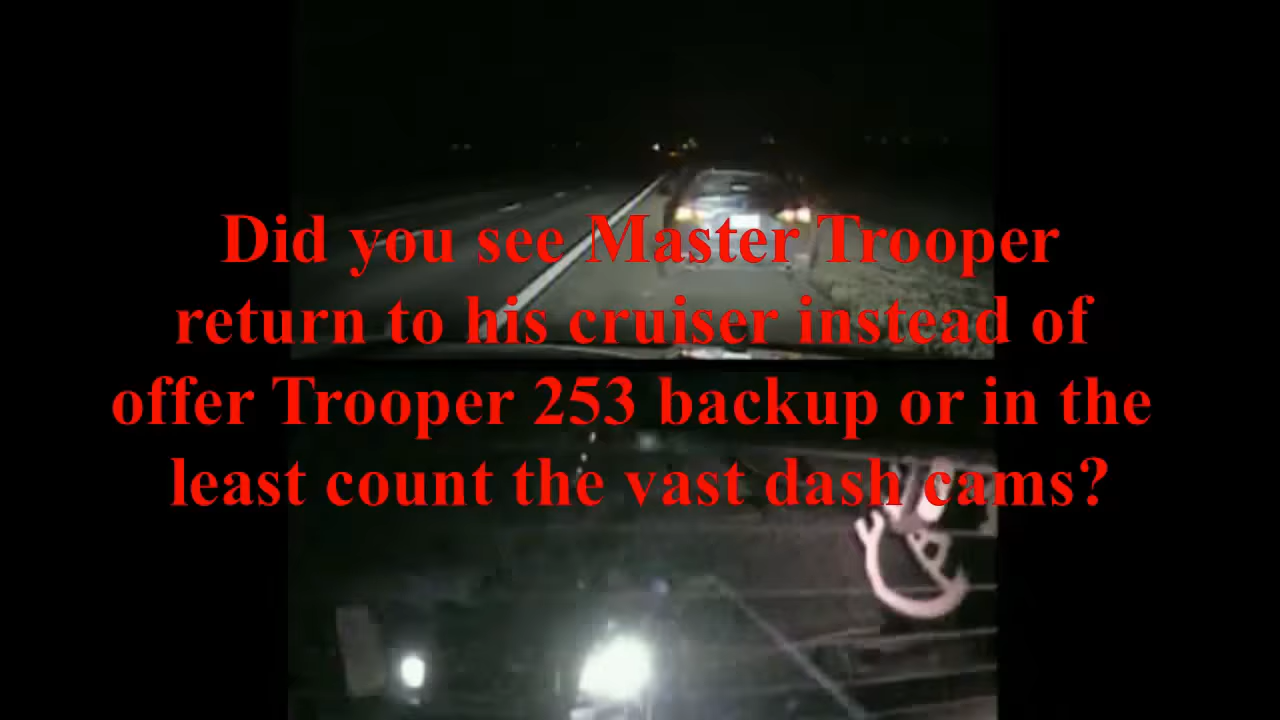 Did you see Master Trooper
return to his cruiser instead of
offer Trooper 253 backup or in the
least count the vast dash cams?